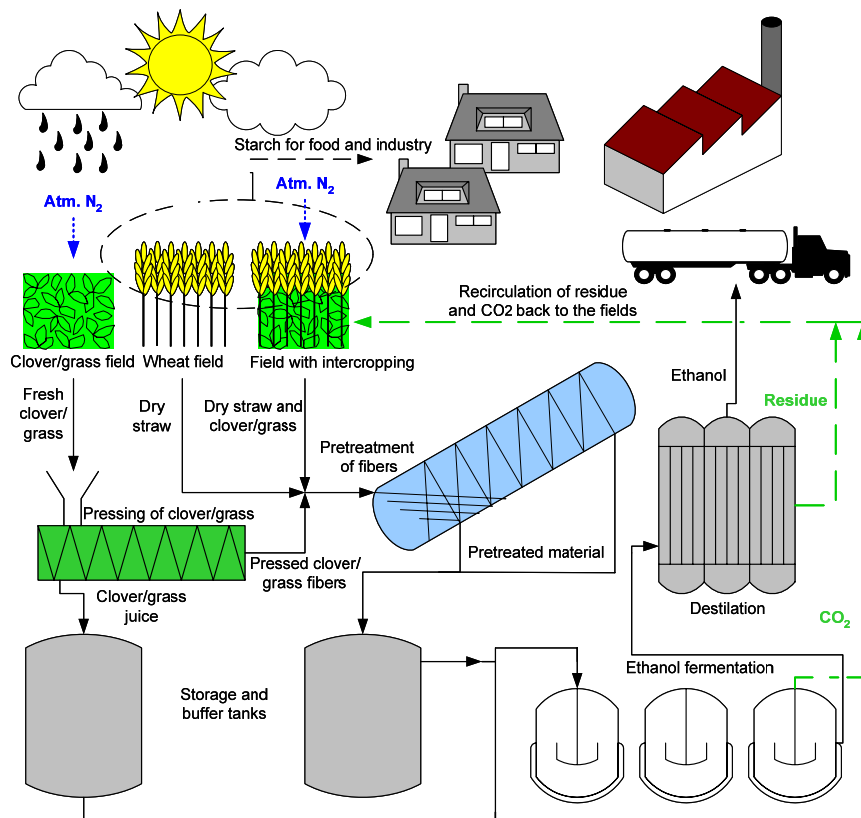 Starch for food and industry
Atm. N2
Atm. N2
Recirculation of residue
and CO2 back to the fields
Clover/grass field
Wheat field
Field with intercropping
Fresh
clover/
grass
Dry
straw
Dry straw and
clover/grass
Pretreatment
of fibers
Ethanol
Residue
Pressing of clover/grass
Pressed clover/
grass fibers
Pretreated material
Clover/grass
juice
Destilation
CO2
Ethanol fermentation
Storage and
buffer tanks